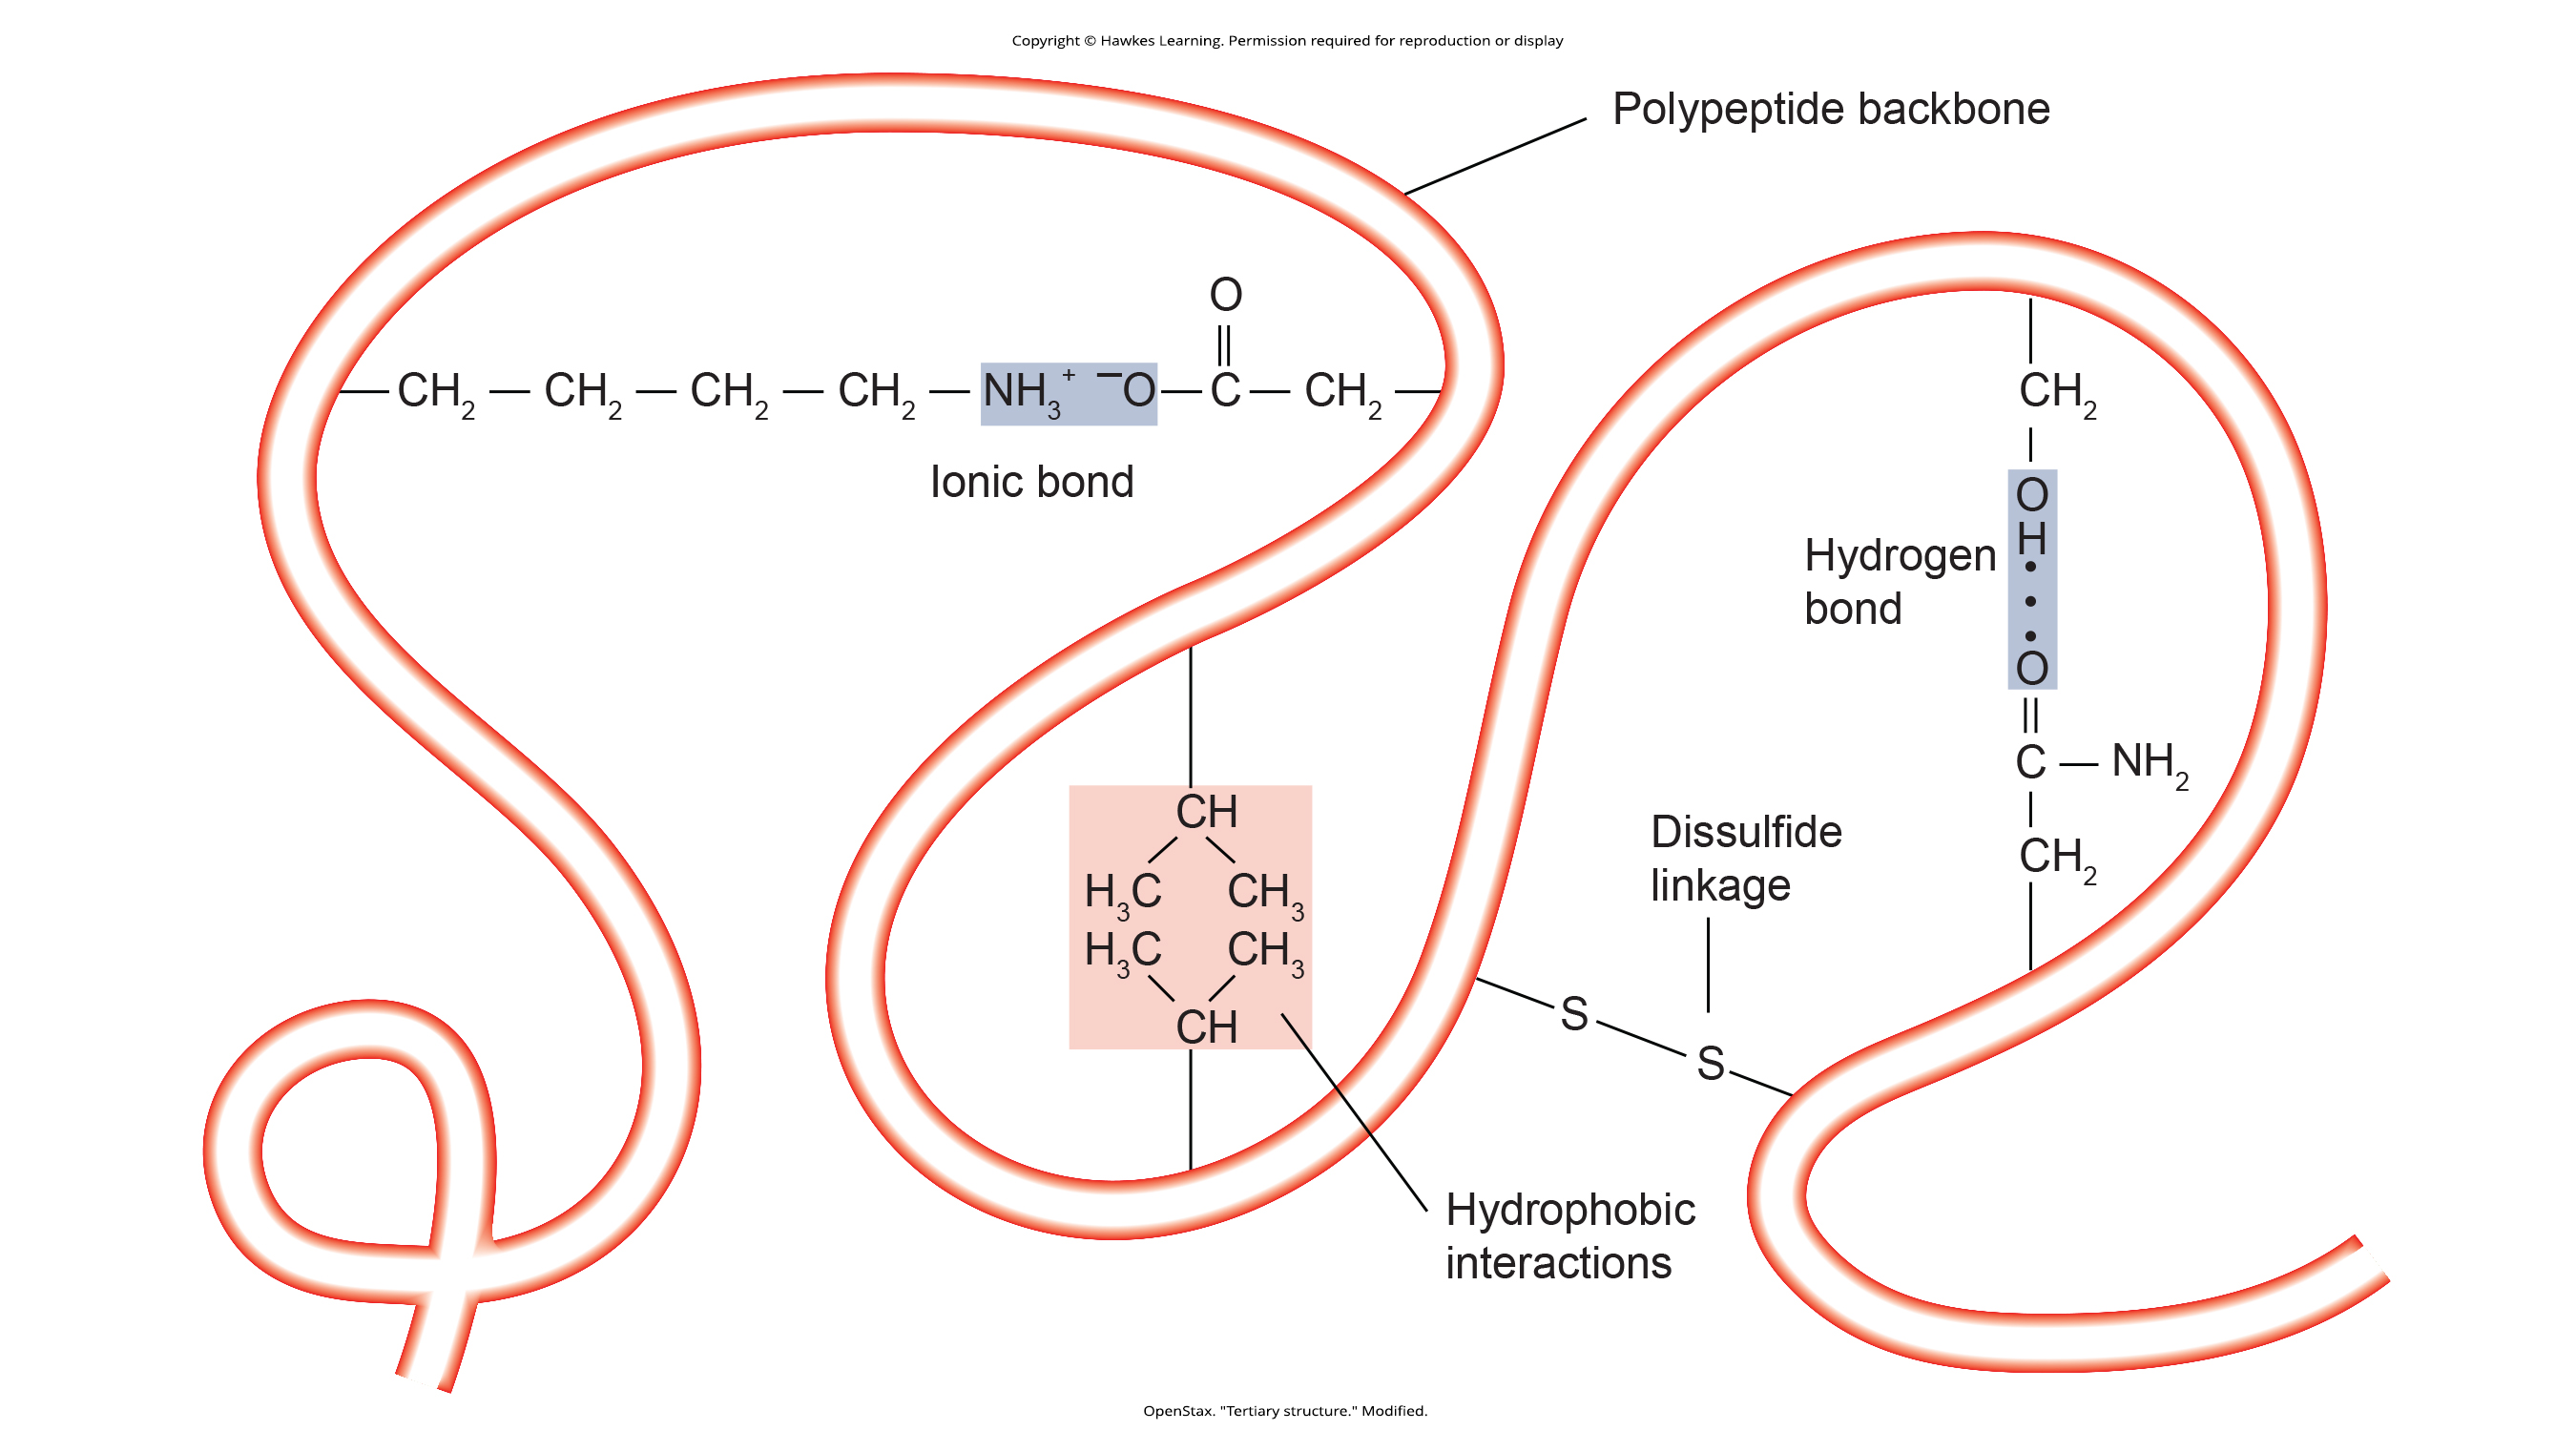 Copyright © Hawkes Learning. Permission required for reproduction or display
Polypeptide backbone
O
CH₂ — CH₂ — CH₂ — CH₂ — NH₃⁺ ⁻O — C — CH₂
Ionic bond
CH₂
O
H
Hydrogen
bond
O
C — NH₂
CH₂
CH
H₃C CH₃
H₃C CH₃
CH
Dissulfide
linkage
S
S
Hydrophobic
interactions
OpenStax. "Tertiary structure." Modified.